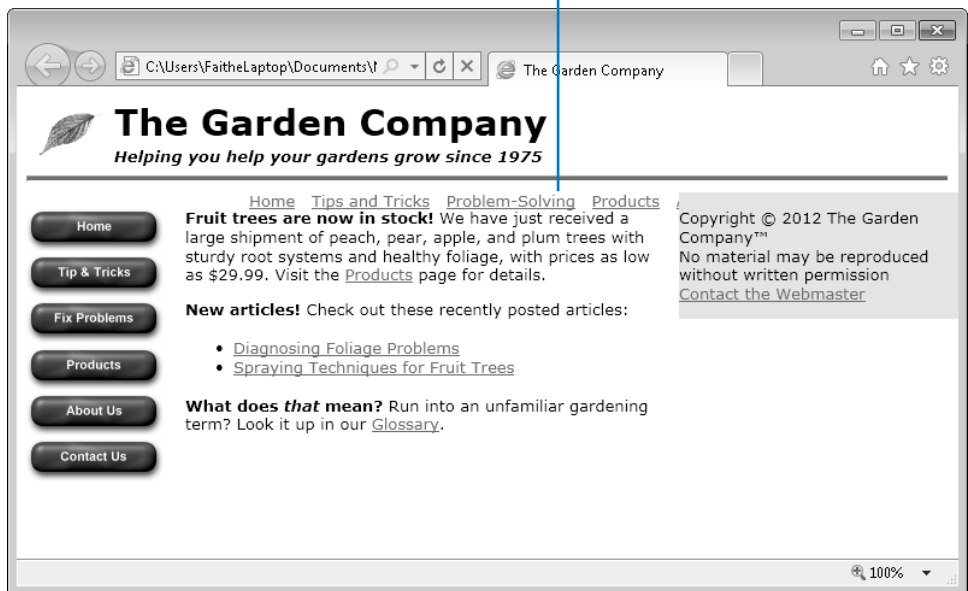 C:\Users\FaitheLaptop\Documents\
The Garden Company
The Garden Company
Helping you help your gardens grow since 1975
Home Tips and Tricks Problem-Solving Products
Home
Tip & Tricks
Fix Problems
Products
About Us
Contact Us
Fruit trees are now in stock! We have just received a
large shipment of peach, pear, apple, and plum trees with
sturdy root systems and healthy foliage, with prices as low
as $29.99. Visit the Products page for details.
New articles! Check out these recently posted articles:
• Diagnosing Foliage Problems
• Spraying Techniques for Fruit Trees
What does that mean? Run into an unfamiliar gardening
term? Look it up in our Glossary.
Copyright © 2012 The Garden
Company™
No material may be reproduced
without written permission
Contact the Webmaster
100%